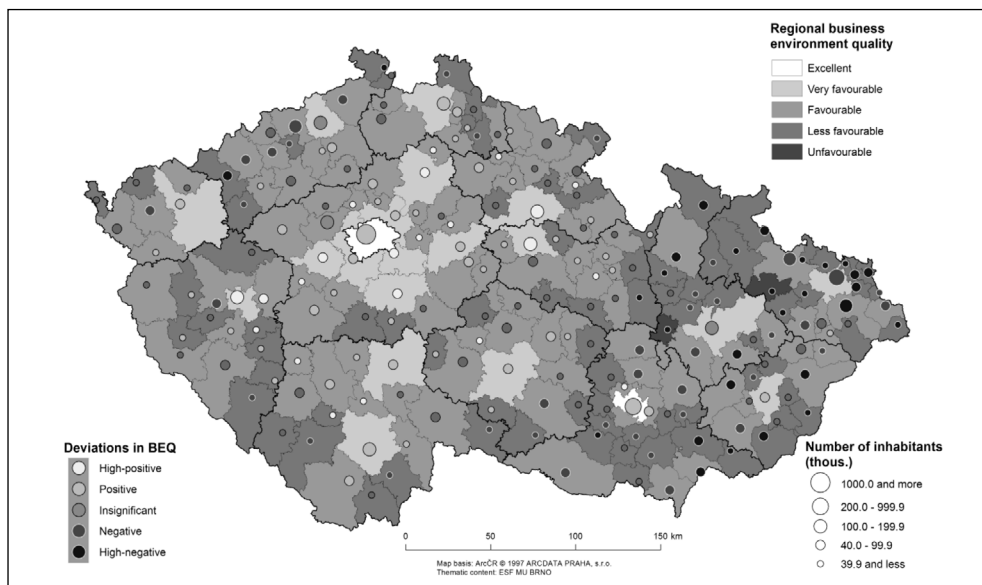 Regional business
environment quality
Excellent
Very favourable
Favourable
Less favourable
Unfavourable
Deviations in BEQ
High-positive
Positive
Insignificant
Negative
High-negative
Number of inhabitants
(thous.)
1000.0 and more
200.0 - 999.9
100.0 - 199.9
40.0 - 99.9
39.9 and less
0 50 100 150 km
Map basis: ArcČR © 1997 ARCDATA PRAHA, s.r.o.
Thematic content: ESF MU BRNO